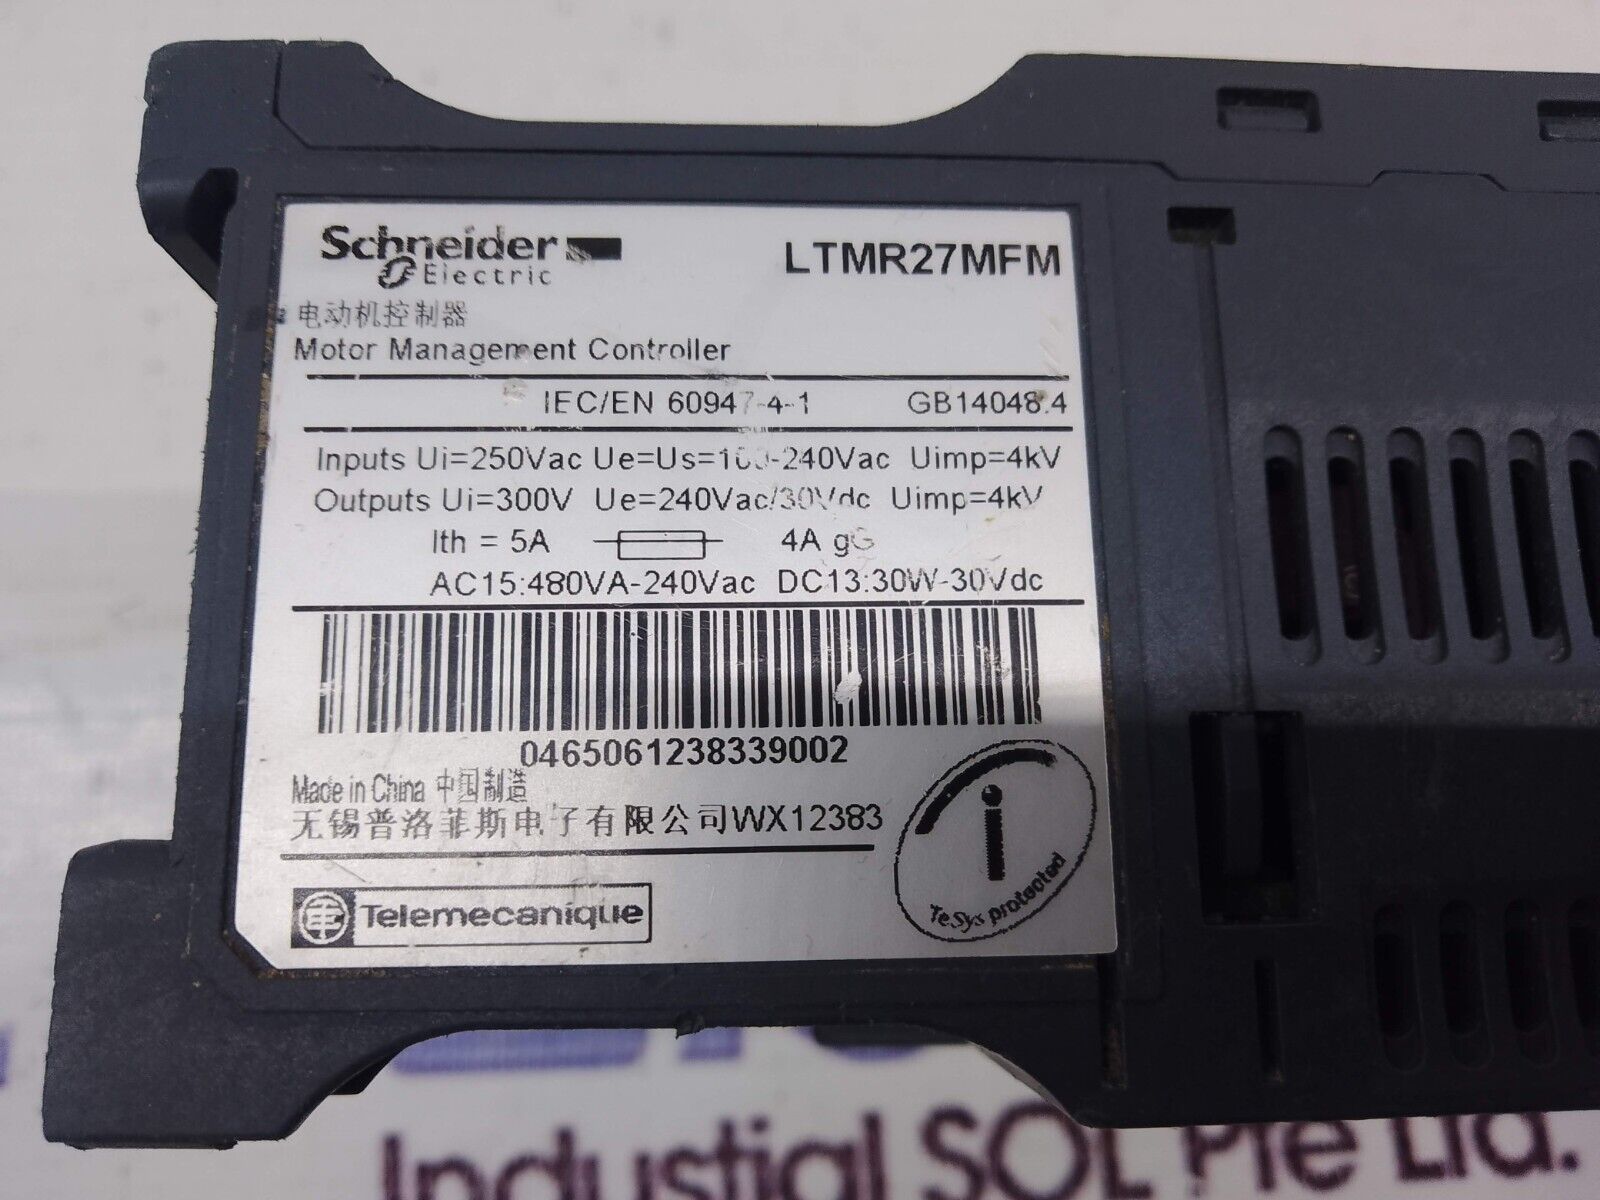 Schneider
Electric
LTMR27MFM
电动机控制器
Motor Management Controller
IEC/EN 60947-4-1 GB14048.4
Inputs Ui=250Vac Ue=Us=100-240Vac Uimp=4kV
Outputs Ui=300V Ue=240Vac/30Vdc Uimp=4kV
Ith = 5A 4A gG
AC15:480VA-240Vac DC13:30W-30Vdc
0465061238339002
Made in China 中国制造
无锡普洛菲斯电子有限公司WX12383
i
TeSys protected
Telemecanique
Industial SOL Pte Ltd.